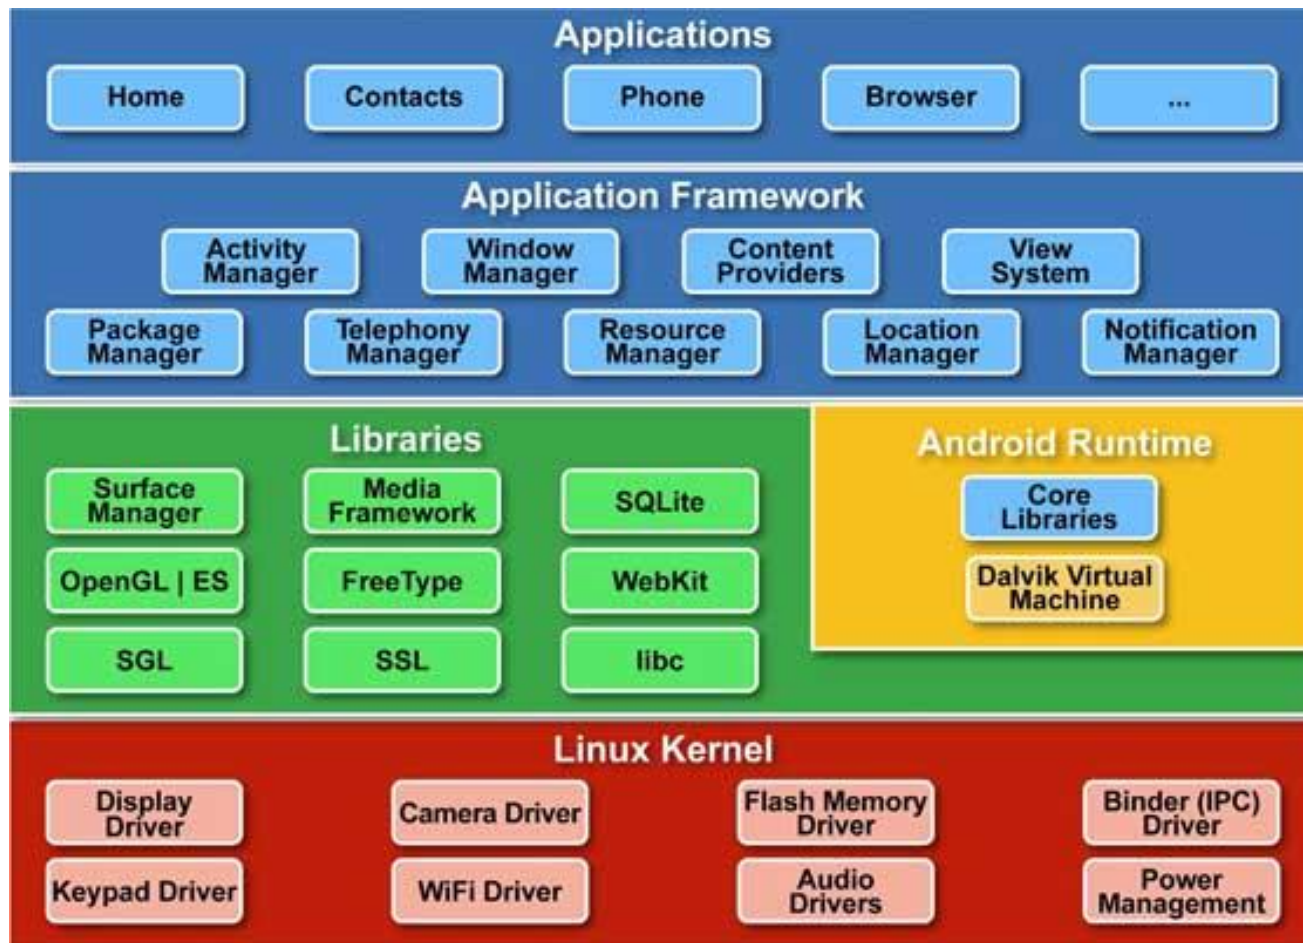 Applications
Home
Contacts
Phone
Browser
...
Application Framework
Activity
Manager
Window
Manager
Content
Providers
View
System
Package
Manager
Telephony
Manager
Resource
Manager
Location
Manager
Notification
Manager
Libraries
Surface
Manager
Media
Framework
SQLite
OpenGL | ES
FreeType
WebKit
SGL
SSL
libc
Android Runtime
Core
Libraries
Dalvik Virtual
Machine
Linux Kernel
Display
Driver
Camera Driver
Flash Memory
Driver
Binder (IPC)
Driver
Keypad Driver
WiFi Driver
Audio
Drivers
Power
Management